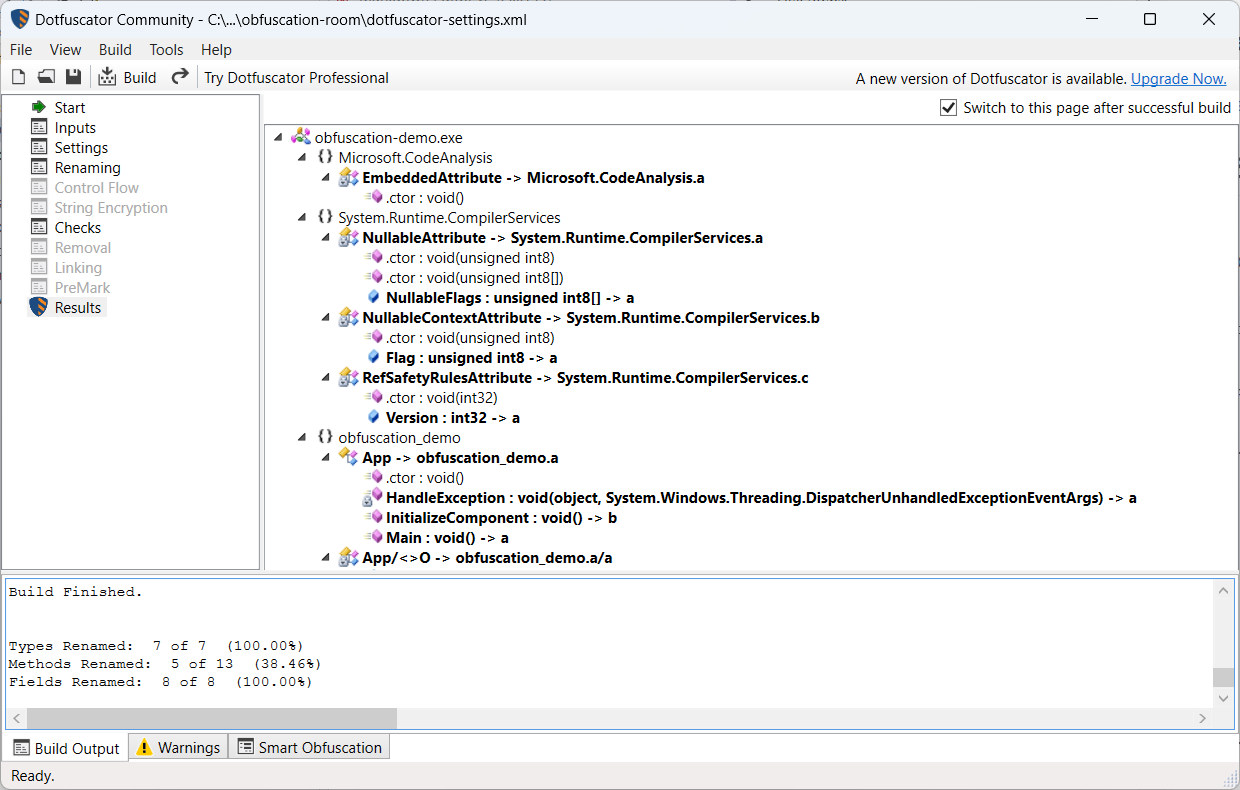 Dotfuscator Community - C:\...\obfuscation-room\dotfuscator-settings.xml
File View Build Tools Help
Build Try Dotfuscator Professional
A new version of Dotfuscator is available. Upgrade Now.
Switch to this page after successful build
Start
Inputs
Settings
Renaming
Control Flow
String Encryption
Checks
Removal
Linking
PreMark
Results
obfuscation-demo.exe
{} Microsoft.CodeAnalysis
EmbeddedAttribute -> Microsoft.CodeAnalysis.a
.ctor : void()
{} System.Runtime.CompilerServices
NullableAttribute -> System.Runtime.CompilerServices.a
.ctor : void(unsigned int8)
.ctor : void(unsigned int8[])
NullableFlags : unsigned int8[] -> a
NullableContextAttribute -> System.Runtime.CompilerServices.b
.ctor : void(unsigned int8)
Flag : unsigned int8 -> a
RefSafetyRulesAttribute -> System.Runtime.CompilerServices.c
.ctor : void(int32)
Version : int32 -> a
{} obfuscation_demo
App -> obfuscation_demo.a
.ctor : void()
HandleException : void(object, System.Windows.Threading.DispatcherUnhandledExceptionEventArgs) -> a
InitializeComponent : void() -> b
Main : void() -> a
App/<>O -> obfuscation_demo.a/a
Build Finished.
Types Renamed: 7 of 7 (100.00%)
Methods Renamed: 5 of 13 (38.46%)
Fields Renamed: 8 of 8 (100.00%)
Build Output Warnings Smart Obfuscation
Ready.